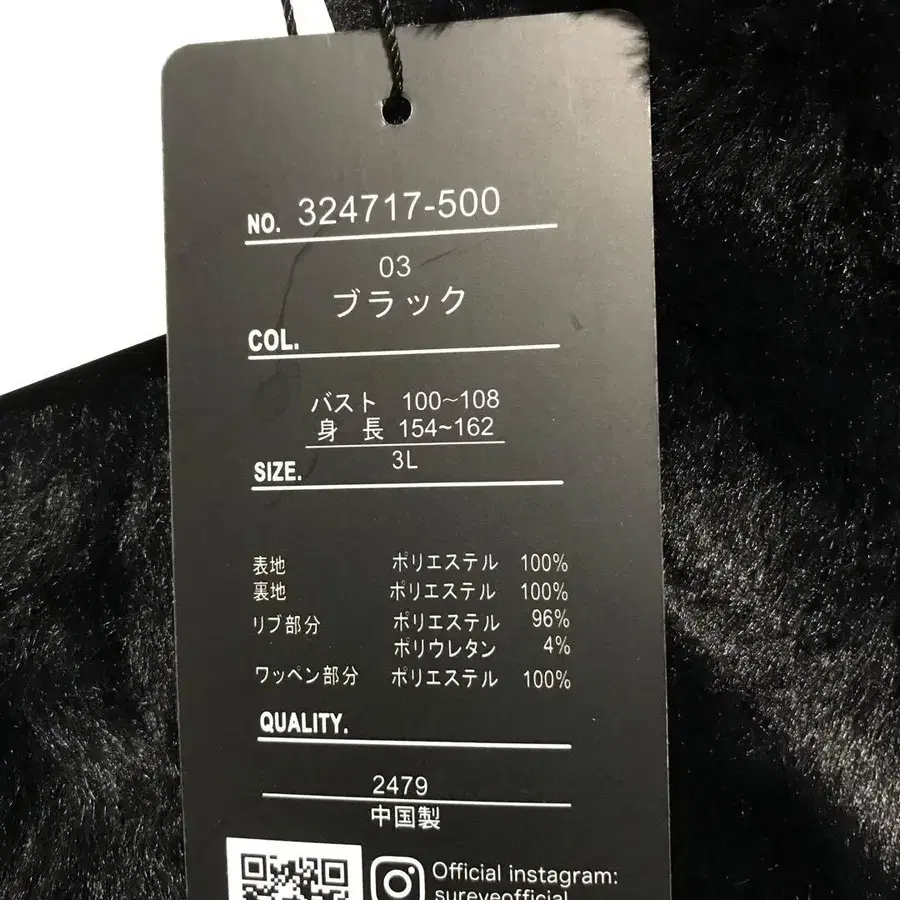 NO. 324717-500
03
ブラック
COL.
バスト 100~108
身 長 154~162
SIZE. 3L
表地 ポリエステル 100%
裏地 ポリエステル 100%
リブ部分 ポリエステル 96%
ポリウレタン 4%
ワッペン部分 ポリエステル 100%
QUALITY.
2479
中国製
Official instagram: